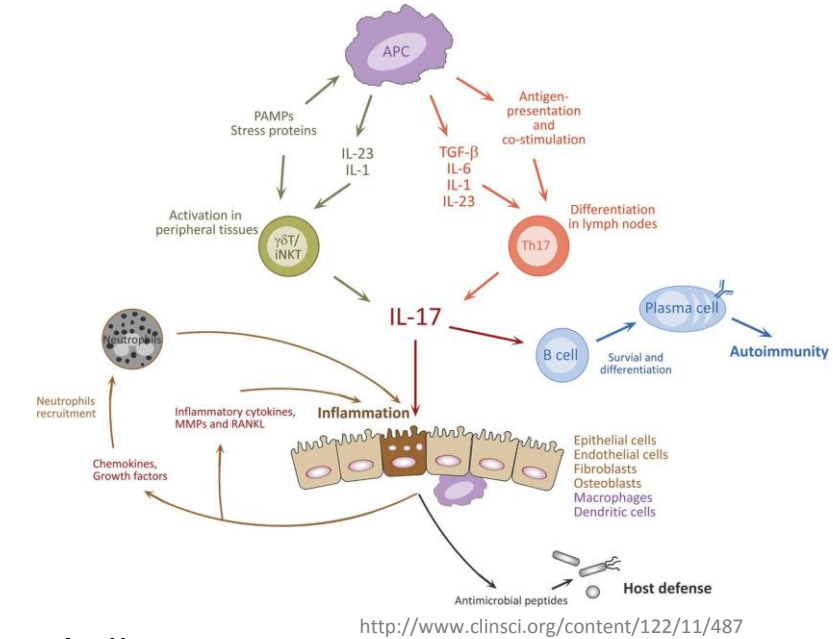 APC
PAMPs
Stress proteins
IL-23
IL-1
TGF-β
IL-6
IL-1
IL-23
Antigen-
presentation
and
co-stimulation
Activation in
peripheral tissues
γδT/
iNKT
Th17
Differentiation
in lymph nodes
IL-17
Neutrophils
B cell
Survial and
differentiation
Plasma cell
Autoimmunity
Neutrophils
recruitment
Inflammatory cytokines,
MMPs and RANKL
Inflammation
Chemokines,
Growth factors
Epithelial cells
Endothelial cells
Fibroblasts
Osteoblasts
Macrophages
Dendritic cells
Antimicrobial peptides
Host defense
http://www.clinsci.org/content/122/11/487